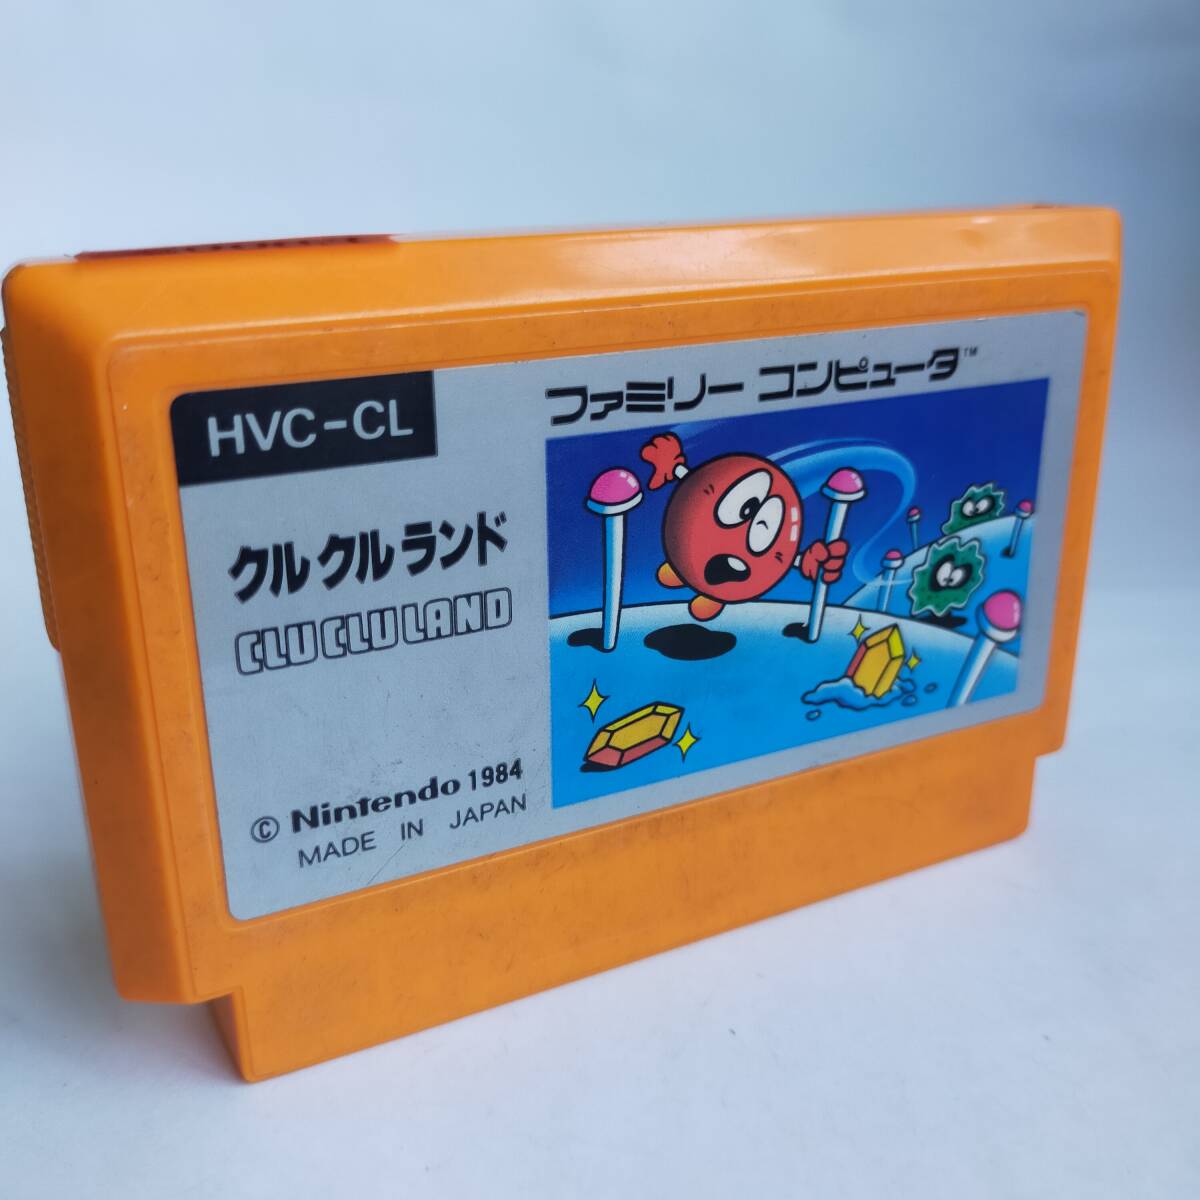 HVC-CL
ファミリー コンピュータ™
クルクルランド
CLU CLU LAND
© Nintendo 1984
MADE IN JAPAN